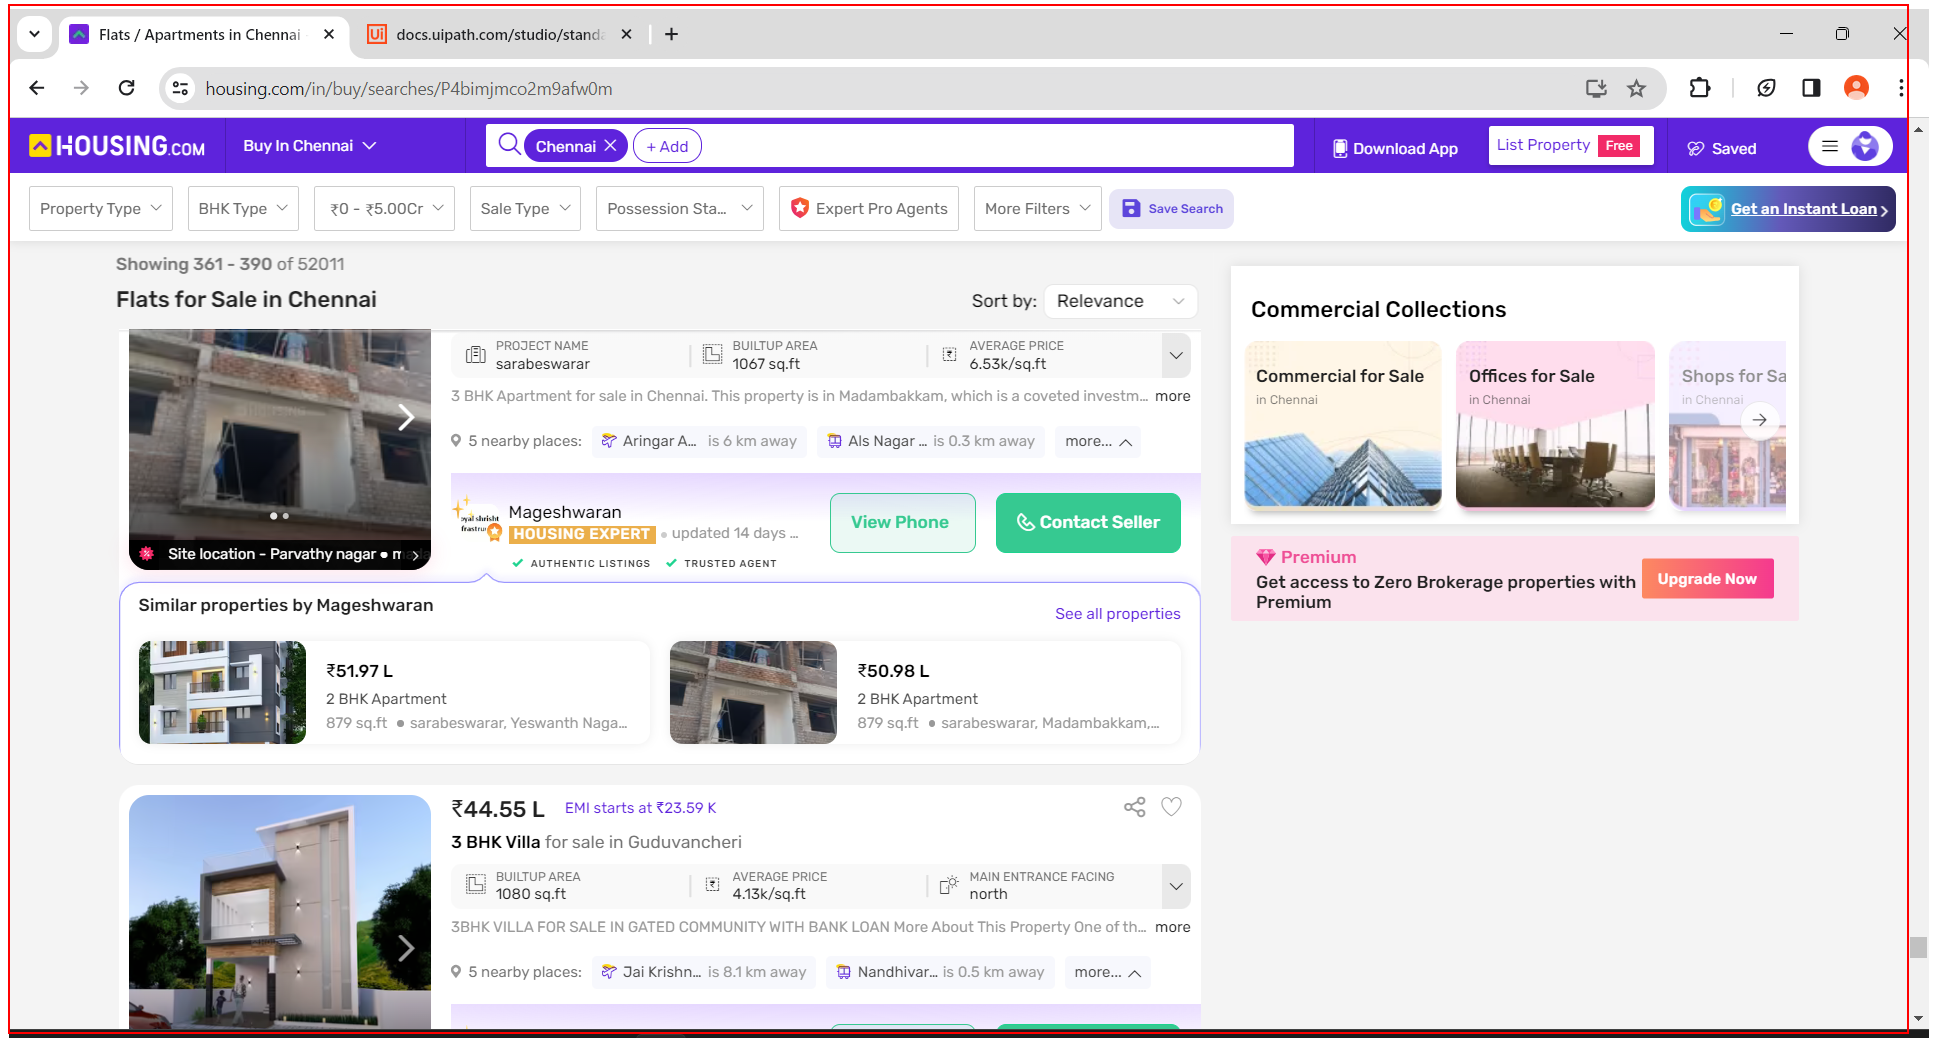 Flats / Apartments in Chennai
docs.uipath.com/studio/standa
housing.com/in/buy/searches/P4bimjmco2m9afw0m
HOUSING.COM
Buy In Chennai
Chennai
+ Add
Download App
List Property
Free
Saved
Property Type
BHK Type
₹0 - ₹5.00Cr
Sale Type
Possession Sta...
Expert Pro Agents
More Filters
Save Search
Get an Instant Loan
Showing 361 - 390 of 52011
Flats for Sale in Chennai
Sort by: Relevance
PROJECT NAME
sarabeswarar
BUILTUP AREA
1067 sq.ft
AVERAGE PRICE
6.53k/sq.ft
3 BHK Apartment for sale in Chennai. This property is in Madambakkam, which is a coveted investm... more
5 nearby places:
Aringar A... is 6 km away
Als Nagar ... is 0.3 km away
more...
Mageshwaran
HOUSING EXPERT
updated 14 days ...
AUTHENTIC LISTINGS
TRUSTED AGENT
View Phone
Contact Seller
Site location - Parvathy nagar •
Similar properties by Mageshwaran
See all properties
₹51.97 L
2 BHK Apartment
879 sq.ft • sarabeswarar, Yeswanth Naga...
₹50.98 L
2 BHK Apartment
879 sq.ft • sarabeswarar, Madambakkam,...
₹44.55 L
EMI starts at ₹23.59 K
3 BHK Villa for sale in Guduvancheri
BUILTUP AREA
1080 sq.ft
AVERAGE PRICE
4.13k/sq.ft
MAIN ENTRANCE FACING
north
3BHK VILLA FOR SALE IN GATED COMMUNITY WITH BANK LOAN More About This Property One of th... more
5 nearby places:
Jai Krishn... is 8.1 km away
Nandhivar... is 0.5 km away
more...
Commercial Collections
Commercial for Sale
in Chennai
Offices for Sale
in Chennai
Shops for Sa
in Chennai
Premium
Get access to Zero Brokerage properties with
Premium
Upgrade Now